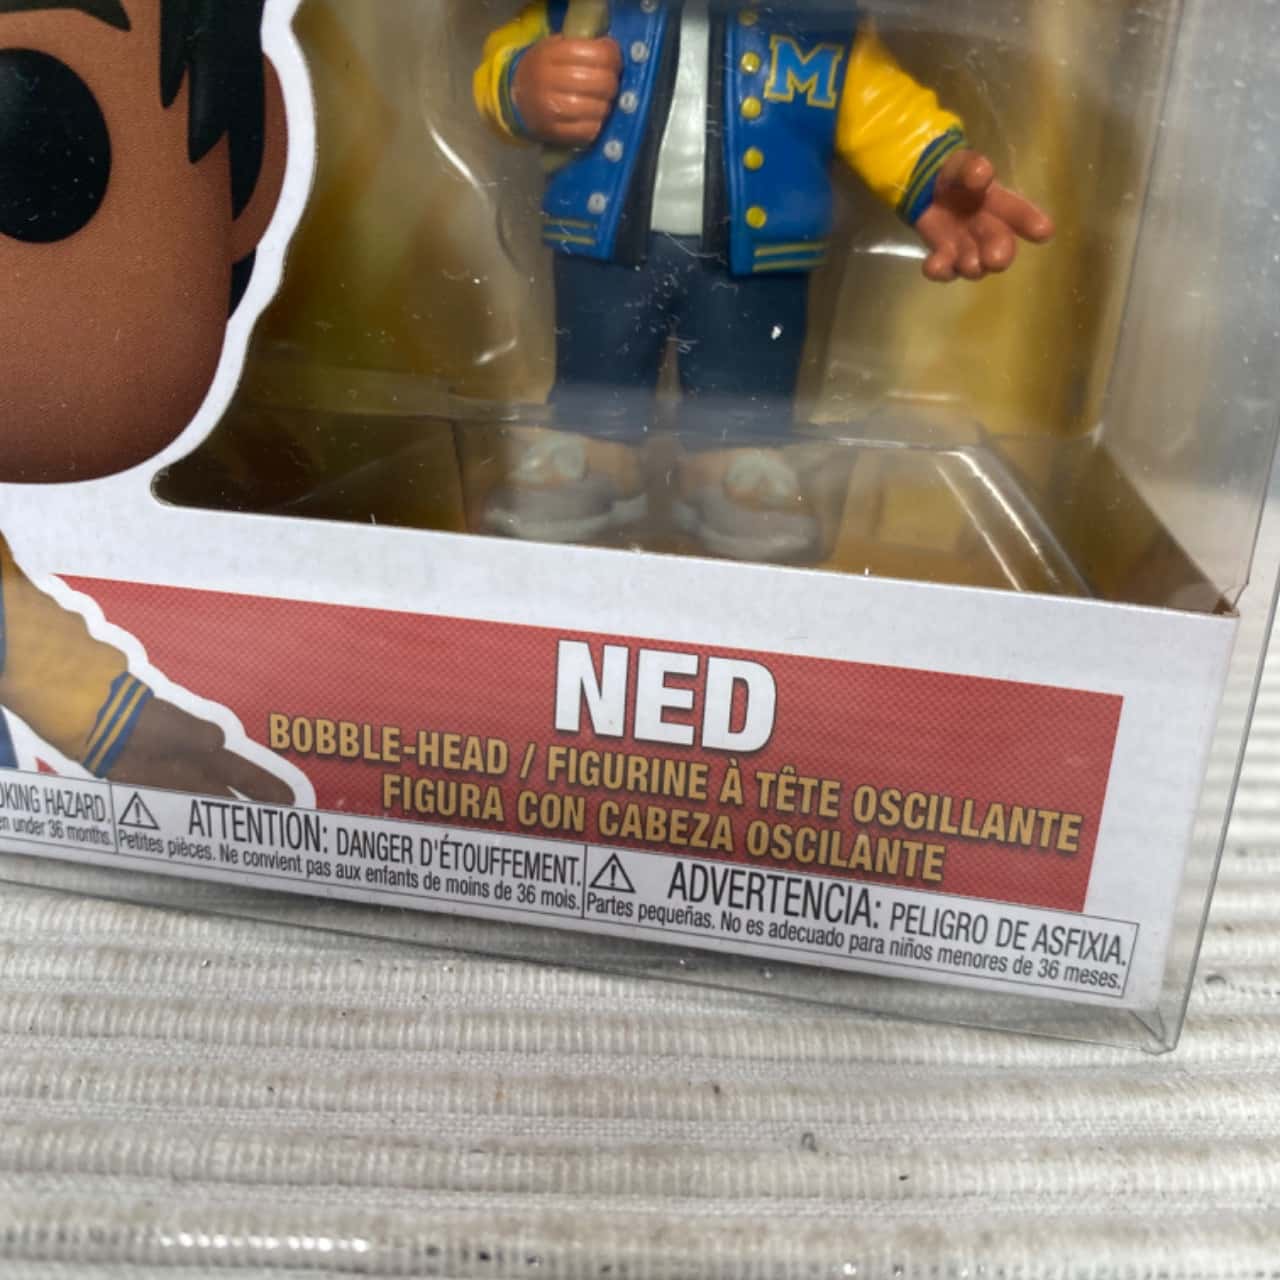 M
NED
BOBBLE-HEAD / FIGURINE À TÊTE OSCILLANTE
FIGURA CON CABEZA OSCILANTE
HAZARD.
under 36 months.
ATTENTION: DANGER D'ÉTOUFFEMENT.
Petites pièces. Ne convient pas aux enfants de moins de 36 mois.
ADVERTENCIA: PELIGRO DE ASFIXIA.
Partes pequeñas. No es adecuado para niños menores de 36 meses.